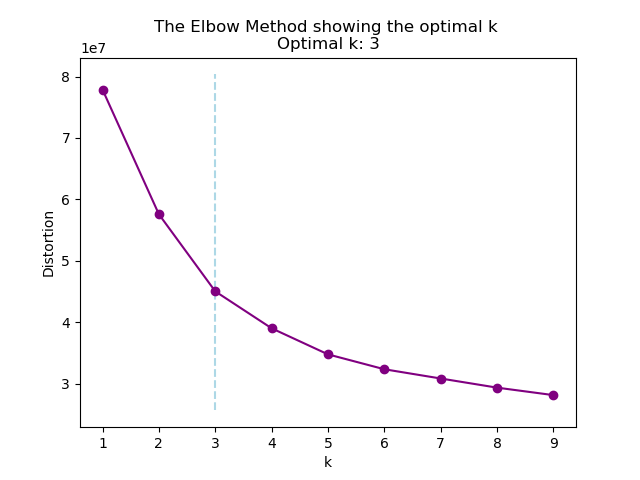 The Elbow Method showing the optimal k
Optimal k: 3
1e7
8
7
6
5
4
3
Distortion
1 2 3 4 5 6 7 8 9
k